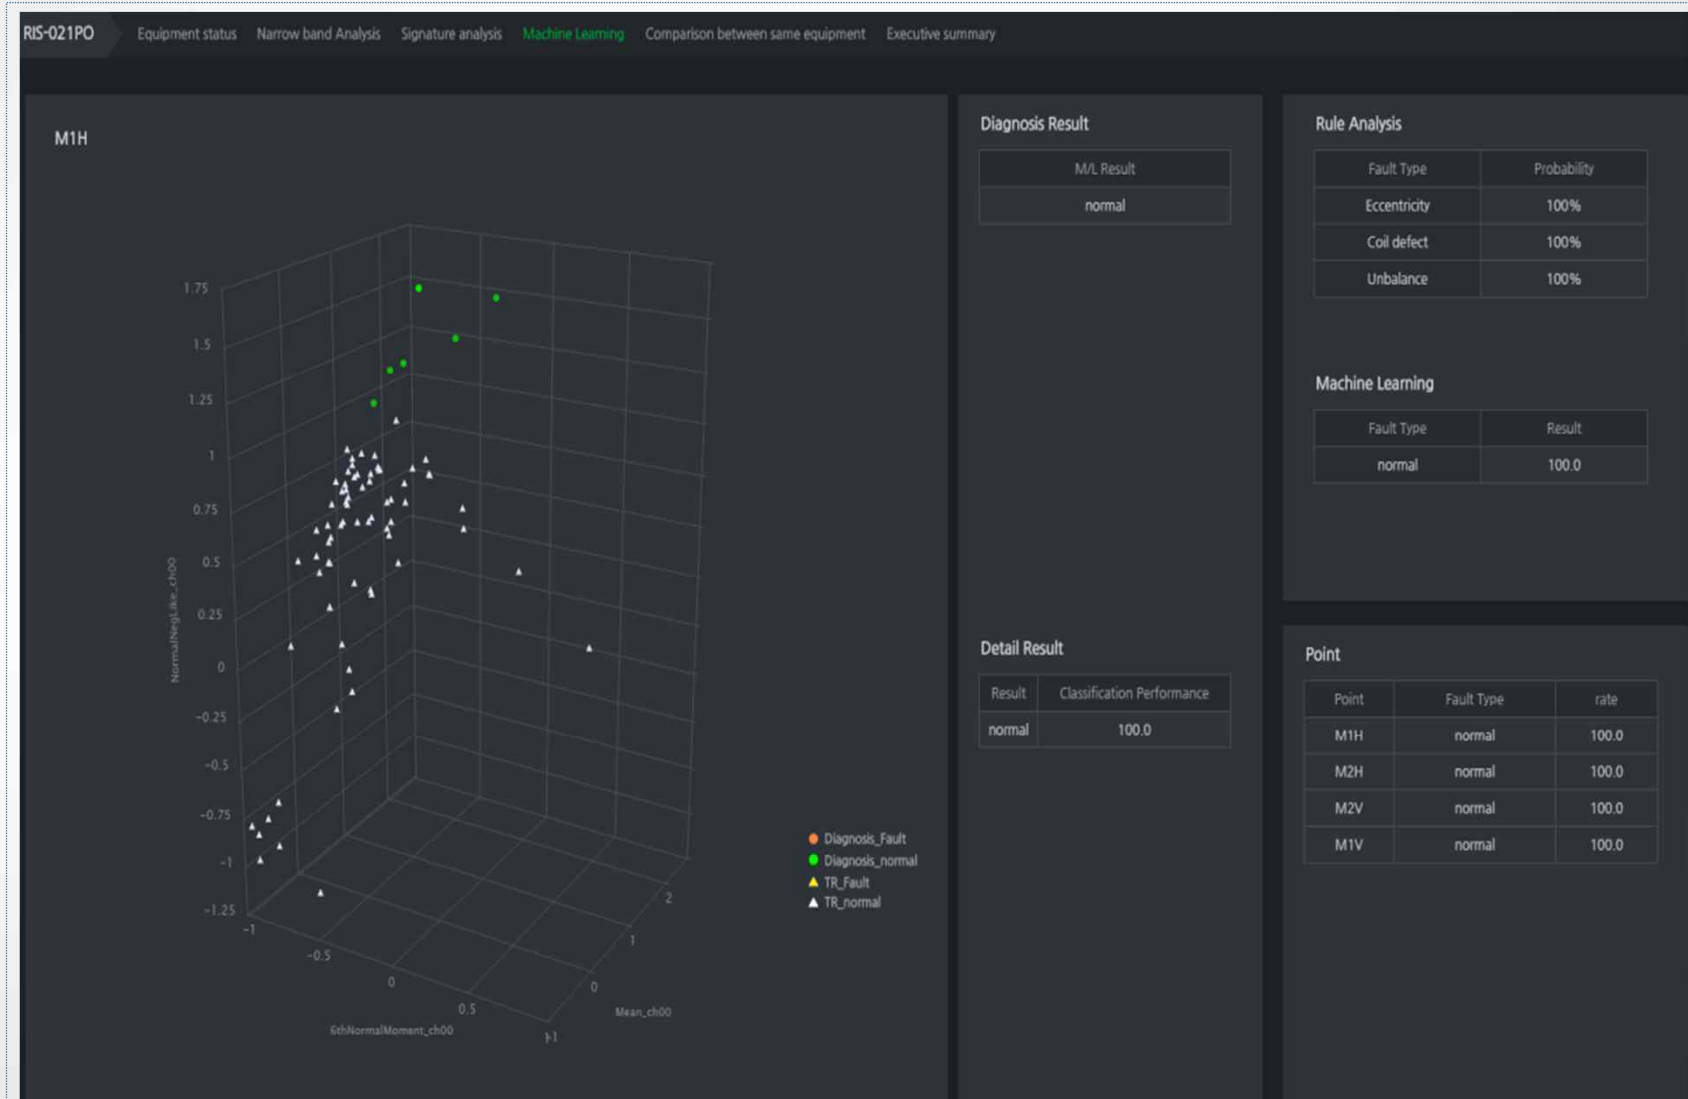 RIS-021PO
Equipment status Narrow band Analysis Signature analysis Machine Learning Comparison between same equipment Executive summary
M1H
1.75
1.5
1.25
1
0.75
0.5
0.25
0
-0.25
-0.5
-0.75
-1
-1.25
NormalNegLike_ch00
-1
-0.5
0
0.5
6thNormalMoment_ch00
2
1
0
Mean_ch00
Diagnosis_Fault
Diagnosis_normal
TR_Fault
TR_normal
Diagnosis Result
M/L Result
normal
Detail Result
Result Classification Performance
normal 100.0
Rule Analysis
Fault Type Probability
Eccentricity 100%
Coil defect 100%
Unbalance 100%
Machine Learning
Fault Type Result
normal 100.0
Point
Point Fault Type rate
M1H normal 100.0
M2H normal 100.0
M2V normal 100.0
M1V normal 100.0